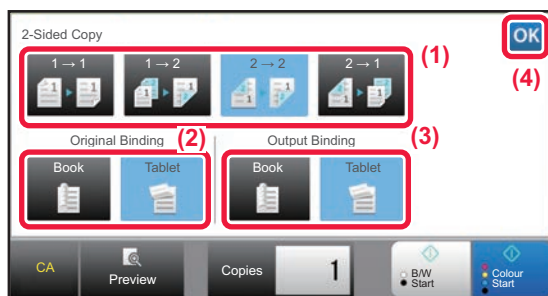 2-Sided Copy
OK
1 → 1
1 → 2
2 → 2
2 → 1
(1)
(4)
Original Binding
(2)
Output Binding
(3)
Book
Tablet
Book
Tablet
CA
Preview
Copies
1
B/W
Start
Colour
Start